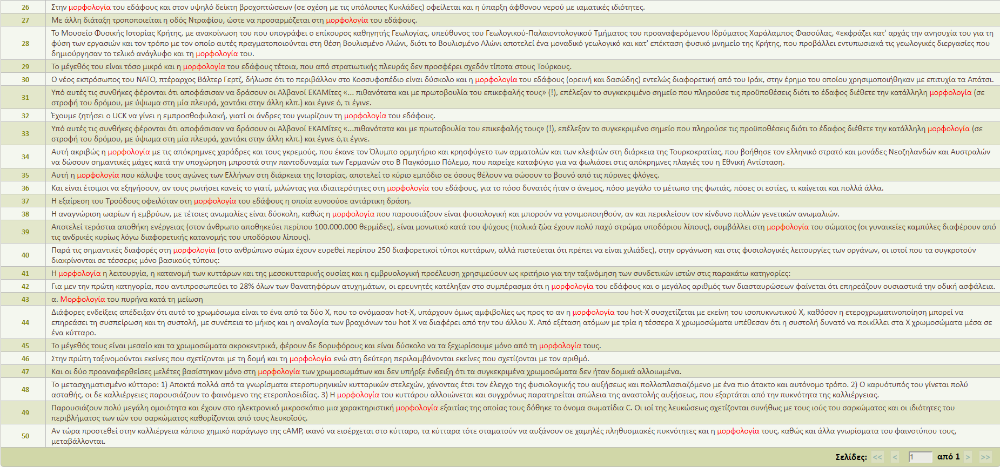 26 Στην μορφολογία του εδάφους και στον υψηλό δείκτη βροχοπτώσεων (σε σχέση με τις υπόλοιπες Κυκλάδες) οφείλεται και η ύπαρξη άφθονου νερού με ιαματικές ιδιότητες.
27 Με άλλη διάταξη τροποποιείται η οδός Ντραφίου, ώστε να προσαρμόζεται στη μορφολογία του εδάφους.
28 Το Μουσείο Φυσικής Ιστορίας Κρήτης, με ανακοίνωση του που υπογράφει ο επίκουρος καθηγητής Γεωλογίας, υπεύθυνος του Γεωλογικού-Παλαιοντολογικού Τμήματος του προαναφερόμενου Ιδρύματος Χαράλαμπος Φασούλας, «εκφράζει κατ' αρχάς την ανησυχία του για τη
φύση των εργασιών και τον τρόπο με τον οποίο αυτές πραγματοποιούνται στη θέση Βουλισμένο Αλώνι, διότι το Βουλισμένο Αλώνι αποτελεί ένα μοναδικό γεωλογικό και κατ' επέκταση φυσικό μνημείο της Κρήτης, που προβάλλει εντυπωσιακά τις γεωλογικές διεργασίες που
δημιούργησαν το τελικό ανάγλυφο και τη μορφολογία του.
29 Το μέγεθός του είναι τόσο μικρό και η μορφολογία του εδάφους τέτοια, που από στρατιωτικής πλευράς δεν προσφέρει σχεδόν τίποτα στους Τούρκους.
30 Ο νέος εκπρόσωπος του ΝΑΤΟ, πτέραρχος Βάλτερ Γερτζ, δήλωσε ότι το περιβάλλον στο Κοσσυφοπέδιο είναι δύσκολο και η μορφολογία του εδάφους (ορεινή και δασώδης) εντελώς διαφορετική από του Ιράκ, στην έρημο του οποίου χρησιμοποιήθηκαν με επιτυχία τα Απάτσι.
31 Υπό αυτές τις συνθήκες φέρονται ότι αποφάσισαν να δράσουν οι Αλβανοί ΕΚΑΜίτες «... πιθανότατα και με πρωτοβουλία του επικεφαλής τους» (!), επέλεξαν το συγκεκριμένο σημείο που πληρούσε τις προϋποθέσεις διότι το έδαφος διέθετε την κατάλληλη μορφολογία (σε
στροφή του δρόμου, με ύψωμα στη μία πλευρά, χαντάκι στην άλλη κλπ.) και έγινε ό, τι έγινε.
32 Έχουμε ζητήσει ο UCK να γίνει η εμπροσθοφυλακή, γιατί οι άνδρες του γνωρίζουν τη μορφολογία του εδάφους.
33 Υπό αυτές τις συνθήκες φέρονται ότι αποφάσισαν να δράσουν οι Αλβανοί ΕΚΑΜίτες «...πιθανότατα και με πρωτοβουλία του επικεφαλής τους» (!), επέλεξαν το συγκεκριμένο σημείο που πληρούσε τις προϋποθέσεις διότι το έδαφος διέθετε την κατάλληλη μορφολογία (σε
στροφή του δρόμου, με ύψωμα στη μία πλευρά, χαντάκι στην άλλη κλπ.) και έγινε ό,τι έγινε.
34 Αυτή ακριβώς η μορφολογία με τις απόκρημνες χαράδρες και τους γκρεμούς, που έκανε τον Όλυμπο ορμητήριο και κρησφύγετο των αρματολών και των κλεφτών στη διάρκεια της Τουρκοκρατίας, που βοήθησε τον ελληνικό στρατό και μονάδες Νεοζηλανδών και Αυστραλών
να δώσουν σημαντικές μάχες κατά την υποχώρηση μπροστά στην παντοδυναμία των Γερμανών στο Β Παγκόσμιο Πόλεμο, που παρείχε καταφύγιο για να φωλιάσει στις απόκρημνες πλαγιές του η Εθνική Αντίσταση.
35 Αυτή η μορφολογία που κάλυψε τους αγώνες των Ελλήνων στη διάρκεια της Ιστορίας, αποτελεί το κύριο εμπόδιο σε όσους θέλουν να σώσουν το βουνό από τις πύρινες φλόγες.
36 Και είναι έτοιμοι να εξηγήσουν, αν τους ρωτήσει κανείς το γιατί, μιλώντας για ιδιαιτερότητες στη μορφολογία του εδάφους, για το πόσο δυνατός ήταν ο άνεμος, πόσο μεγάλο το μέτωπο της φωτιάς, πόσες οι εστίες, τι καίγεται και πολλά άλλα.
37 Η εξαίρεση του Τροόδους οφειλόταν στη μορφολογία του εδάφους η οποία ευνοούσε αντάρτικη δράση.
38 Η αναγνώριση ωαρίων ή εμβρύων, με τέτοιες ανωμαλίες είναι δύσκολη, καθώς η μορφολογία που παρουσιάζουν είναι φυσιολογική και μπορούν να γονιμοποιηθούν, αν και περικλείουν τον κίνδυνο πολλών γενετικών ανωμαλιών.
39 Αποτελεί τεράστια αποθήκη ενέργειας (στον άνθρωπο αποθηκεύει περίπου 100.000.000 θερμίδες), είναι μονωτικό κατά του ψύχους (πολικά ζώα έχουν πολύ παχύ στρώμα υποδόριου λίπους), συμβάλλει στη μορφολογία του σώματος (οι γυναικείες καμπύλες διαφέρουν από
τις ανδρικές κυρίως λόγω διαφορετικής κατανομής του υποδόριου λίπους).
40 Παρά τις σημαντικές διαφορές στη μορφολογία (στο ανθρώπινο σώμα έχουν ευρεθεί περίπου 250 διαφορετικοί τύποι κυττάρων, αλλά πιστεύεται ότι πρέπει να είναι χιλιάδες), στην οργάνωση και στις φυσιολογικές λειτουργίες των οργάνων, οι ιστοί που τα συγκροτούν
διακρίνονται σε τέσσερις μόνο βασικούς τύπους:
41 Η μορφολογία η λειτουργία, η κατανομή των κυττάρων και της μεσοκυτταρικής ουσίας και η εμβρυολογική προέλευση χρησιμεύουν ως κριτήριο για την ταξινόμηση των συνδετικών ιστών στις παρακάτω κατηγορίες:
42 Για μεν την πρώτη κατηγορία, που αντιπροσωπεύει το 28% όλων των θανατηφόρων ατυχημάτων, οι ερευνητές κατέληξαν στο συμπέρασμα ότι η μορφολογία του εδάφους και ο μεγάλος αριθμός των διασταυρώσεων φαίνεται ότι επηρεάζουν ουσιαστικά την οδική ασφάλεια.
43 α. Μορφολογία του πυρήνα κατά τη μείωση
44 Διάφορες ενδείξεις απέδειξαν ότι αυτό το χρωμόσωμα είναι το ένα από τα δύο Χ, που το ονόμασαν hot-X, υπάρχουν όμως αμφιβολίες ως προς το αν η μορφολογία του hot-X συσχετίζεται με εκείνη του ισοπυκνωτικού Χ, καθόσον η ετεροχρωματινοποίηση μπορεί να
επηρεάσει τη συσπείρωση και τη συστολή, με συνέπεια το μήκος και η αναλογία των βραχιόνων του hot X να διαφέρει από την του άλλου Χ. Από εξέταση ατόμων με τρία η τέσσερα Χ χρωμοσώματα υπέθεσαν ότι η συστολή δυνατό να ποικίλλει στα Χ χρωμοσώματα μέσα σε
ένα κύτταρο.
45 Το μέγεθός τους είναι μεσαίο και τα χρωμοσώματα ακροκεντρικά, φέρουν δε δορυφόρους και είναι δύσκολο να τα ξεχωρίσουμε μόνο από τη μορφολογία τους.
46 Στην πρώτη ταξινομούνται εκείνες που σχετίζονται με τη δομή και τη μορφολογία ενώ στη δεύτερη περιλαμβάνονται εκείνες που σχετίζονται με τον αριθμό.
47 Και οι δύο προαναφερθείσες μελέτες βασίστηκαν μόνο στη μορφολογία των χρωμοσωμάτων και δεν υπήρξε ένδειξη ότι τα συγκεκριμένα χρωμοσώματα δεν ήταν δομικά αλλοιωμένα.
48 Το μετασχηματισμένο κύτταρο: 1) Αποκτά πολλά από τα γνωρίσματα ετεροπυρηνικών κυτταρικών στελεχών, χάνοντας έτσι τον έλεγχο της φυσιολογικής του αυξήσεως και πολλαπλασιαζόμενο με ένα πιο άτακτο και αυτόνομο τρόπο. 2) Ο καρυότυπός του γίνεται πολύ
ασταθής, οι δε καλλιέργειες παρουσιάζουν το φαινόμενο της ετεροπλοειδίας. 3) Η μορφολογία του κυττάρου αλλοιώνεται και συγχρόνως παρατηρείται απώλεια της αναστολής αυξήσεως, που εξαρτάται από την πυκνότητα της καλλιέργειας.
49 Παρουσιάζουν πολύ μεγάλη ομοιότητα και έχουν στο ηλεκτρονικό μικροσκόπιο μια χαρακτηριστική μορφολογία εξαιτίας της οποίας τους δόθηκε το όνομα σωματίδια C. Οι ιοί της λευκώσεως σχετίζονται συνήθως με τους ιούς του σαρκώματος και οι ιδιότητες του
περιβλήματος των ιών του σαρκώματος καθορίζονται από τους λευκοϊούς.
50 Αν τώρα προστεθεί στην καλλιέργεια κάποιο χημικό παράγωγο της cAMP, ικανό να εισέρχεται στο κύτταρο, τα κύτταρα τότε σταματούν να αυξάνουν σε χαμηλές πληθυσμιακές πυκνότητες και η μορφολογία τους, καθώς και άλλα γνωρίσματα του φαινοτύπου τους,
μεταβάλλονται.
Σελίδες: << < 1 από 1 > >>